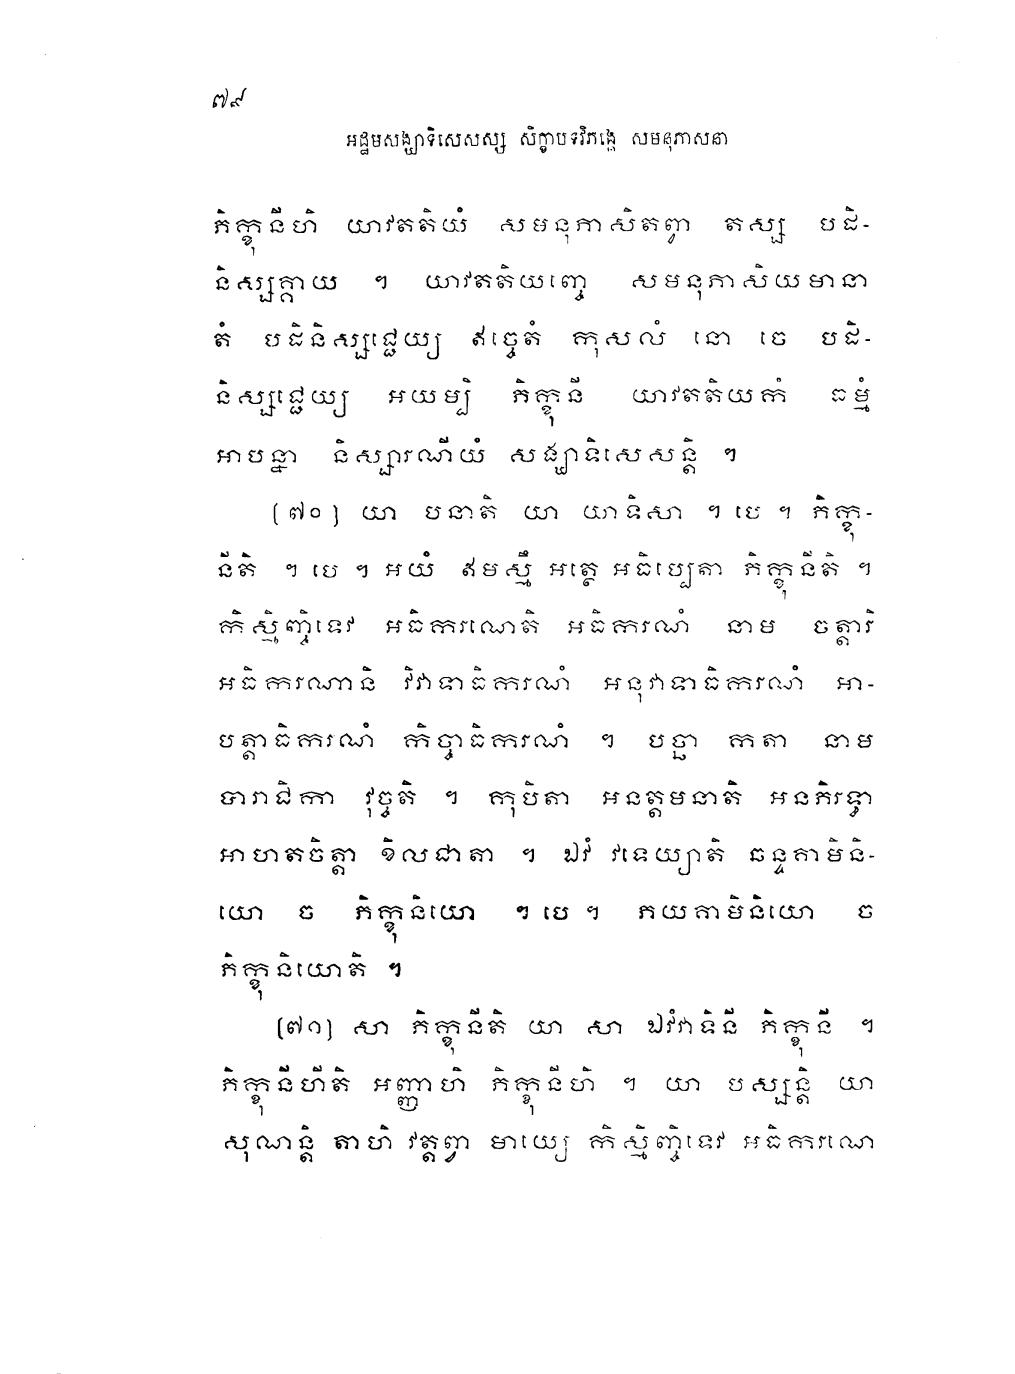 ៧៩
អដ្ឋមសង្ឃាទិសេសស្ស សិក្ខាបទវិភង្គេ សមនុភាសនា
ភិក្ខុនីហិ យាវតតិយំ សមនុភាសិតព្វា តស្ស បដិ-
និស្សគ្គាយ ។ យាវតតិយញ្ចេ សមនុភាសិយមានា
តំ បដិនិស្សជ្ជេយ្យ ឥច្ចេតំ កុសលំ នោ ចេ បដិ-
និស្សជ្ជេយ្យ អយម្បិ ភិក្ខុនី យាវតតិយកំ ធម្មំ
អាបន្នា និស្សារណីយំ សង្ឃាទិសេសន្តិ ។
(៧០) យា បនាតិ យា យាទិសា ។ បេ ។ ភិក្ខុ-
នីតិ ។ បេ ។ អយំ ឥមស្មឹ អត្ថេ អធិប្បេតា ភិក្ខុនីតិ ។
កិស្មិញ្ចិទេវ អធិករណេតិ អធិករណំ នាម ចត្តារិ
អធិករណានិ វិវាទាធិករណំ អនុវាទាធិករណំ អា-
បត្តាធិករណំ កិច្ចាធិករណំ ។ បច្ចា កតា នាម
បារាជិកា វុច្ចតិ ។ កុបិតា អនត្តមនាតិ អនភិរទ្ធា
អាហតចិត្តា ខិលជាតា ។ ឯវំ វទេយ្យាតិ ឆន្ទគាមិនិ-
យោ ច ភិក្ខុនិយោ ។ បេ ។ ភយគាមិនិយោ ច
ភិក្ខុនិយោតិ ។
(៧១) សា ភិក្ខុនីតិ យា សា ឯវំវាទិនី ភិក្ខុនី ។
ភិក្ខុនីហីតិ អញ្ញាហិ ភិក្ខុនីហិ ។ យា បស្សន្តិ យា
សុណន្តិ តាហិ វត្តព្វា មាយ្យេ កិស្មិញ្ចិទេវ អធិករណេ